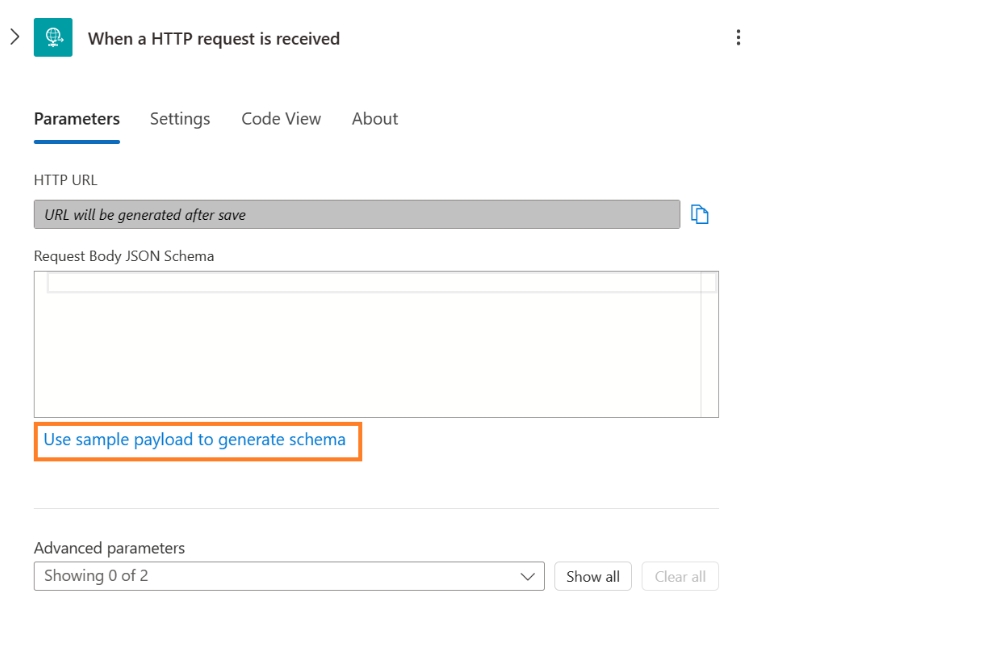 When a HTTP request is received
Parameters Settings Code View About
HTTP URL
URL will be generated after save
Request Body JSON Schema
Use sample payload to generate schema
Advanced parameters
Showing 0 of 2 Show all Clear all